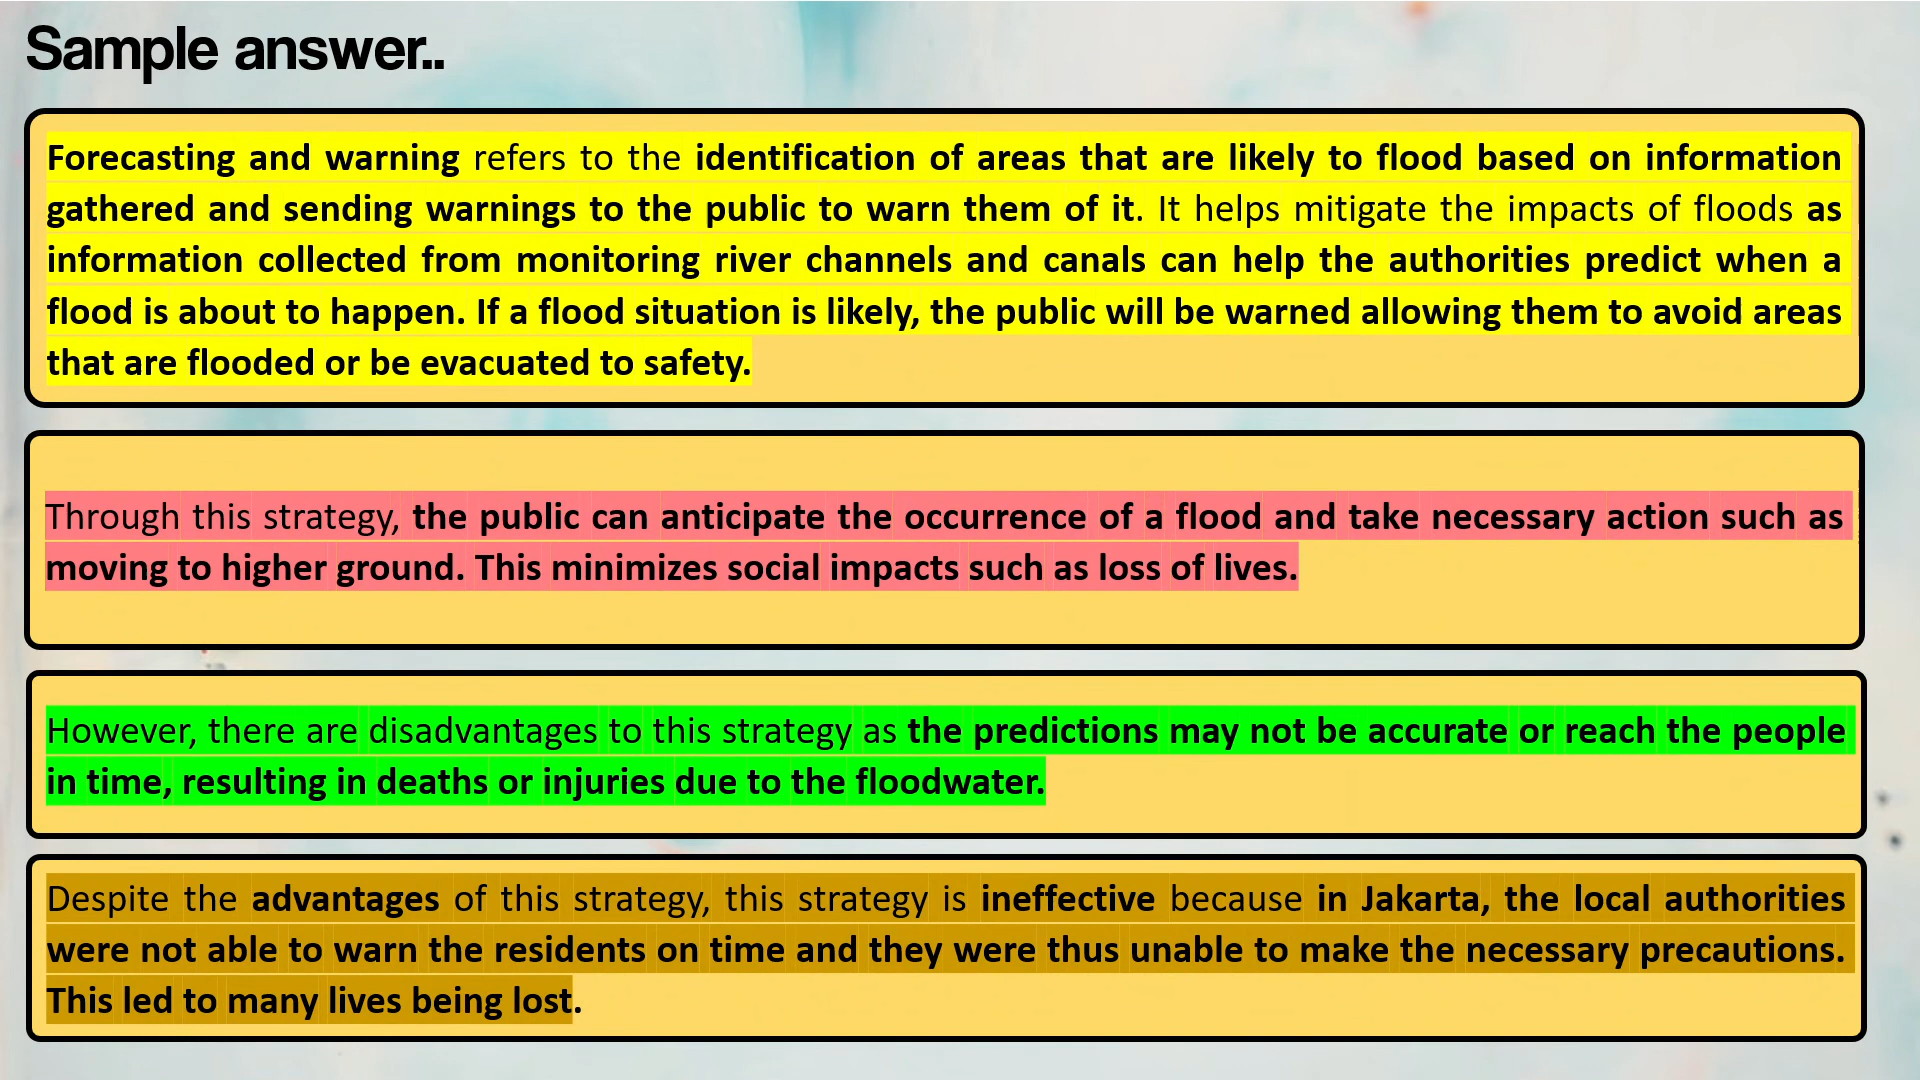 Sample answer..
Forecasting and warning refers to the identification of areas that are likely to flood based on information
gathered and sending warnings to the public to warn them of it. It helps mitigate the impacts of floods as
information collected from monitoring river channels and canals can help the authorities predict when a
flood is about to happen. If a flood situation is likely, the public will be warned allowing them to avoid areas
that are flooded or be evacuated to safety.
Through this strategy, the public can anticipate the occurrence of a flood and take necessary action such as
moving to higher ground. This minimizes social impacts such as loss of lives.
However, there are disadvantages to this strategy as the predictions may not be accurate or reach the people
in time, resulting in deaths or injuries due to the floodwater.
Despite the advantages of this strategy, this strategy is ineffective because in Jakarta, the local authorities
were not able to warn the residents on time and they were thus unable to make the necessary precautions.
This led to many lives being lost.